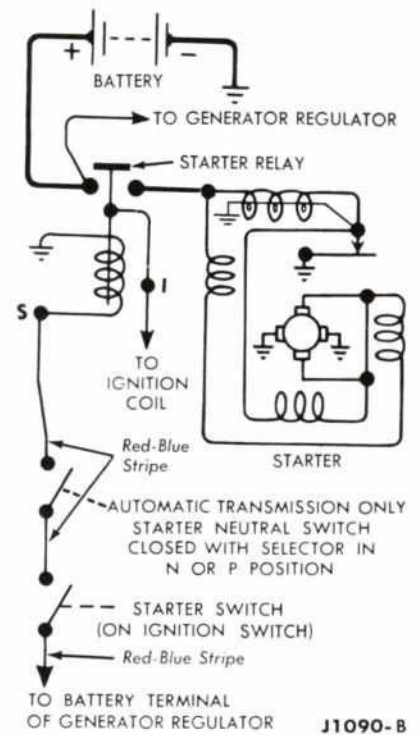 + −
BATTERY
TO GENERATOR REGULATOR
STARTER RELAY
S
I
TO
IGNITION
COIL
Red-Blue
Stripe
STARTER
AUTOMATIC TRANSMISSION ONLY
STARTER NEUTRAL SWITCH
CLOSED WITH SELECTOR IN
N OR P POSITION
STARTER SWITCH
(ON IGNITION SWITCH)
Red-Blue Stripe
TO BATTERY TERMINAL
OF GENERATOR REGULATOR
J1090-B